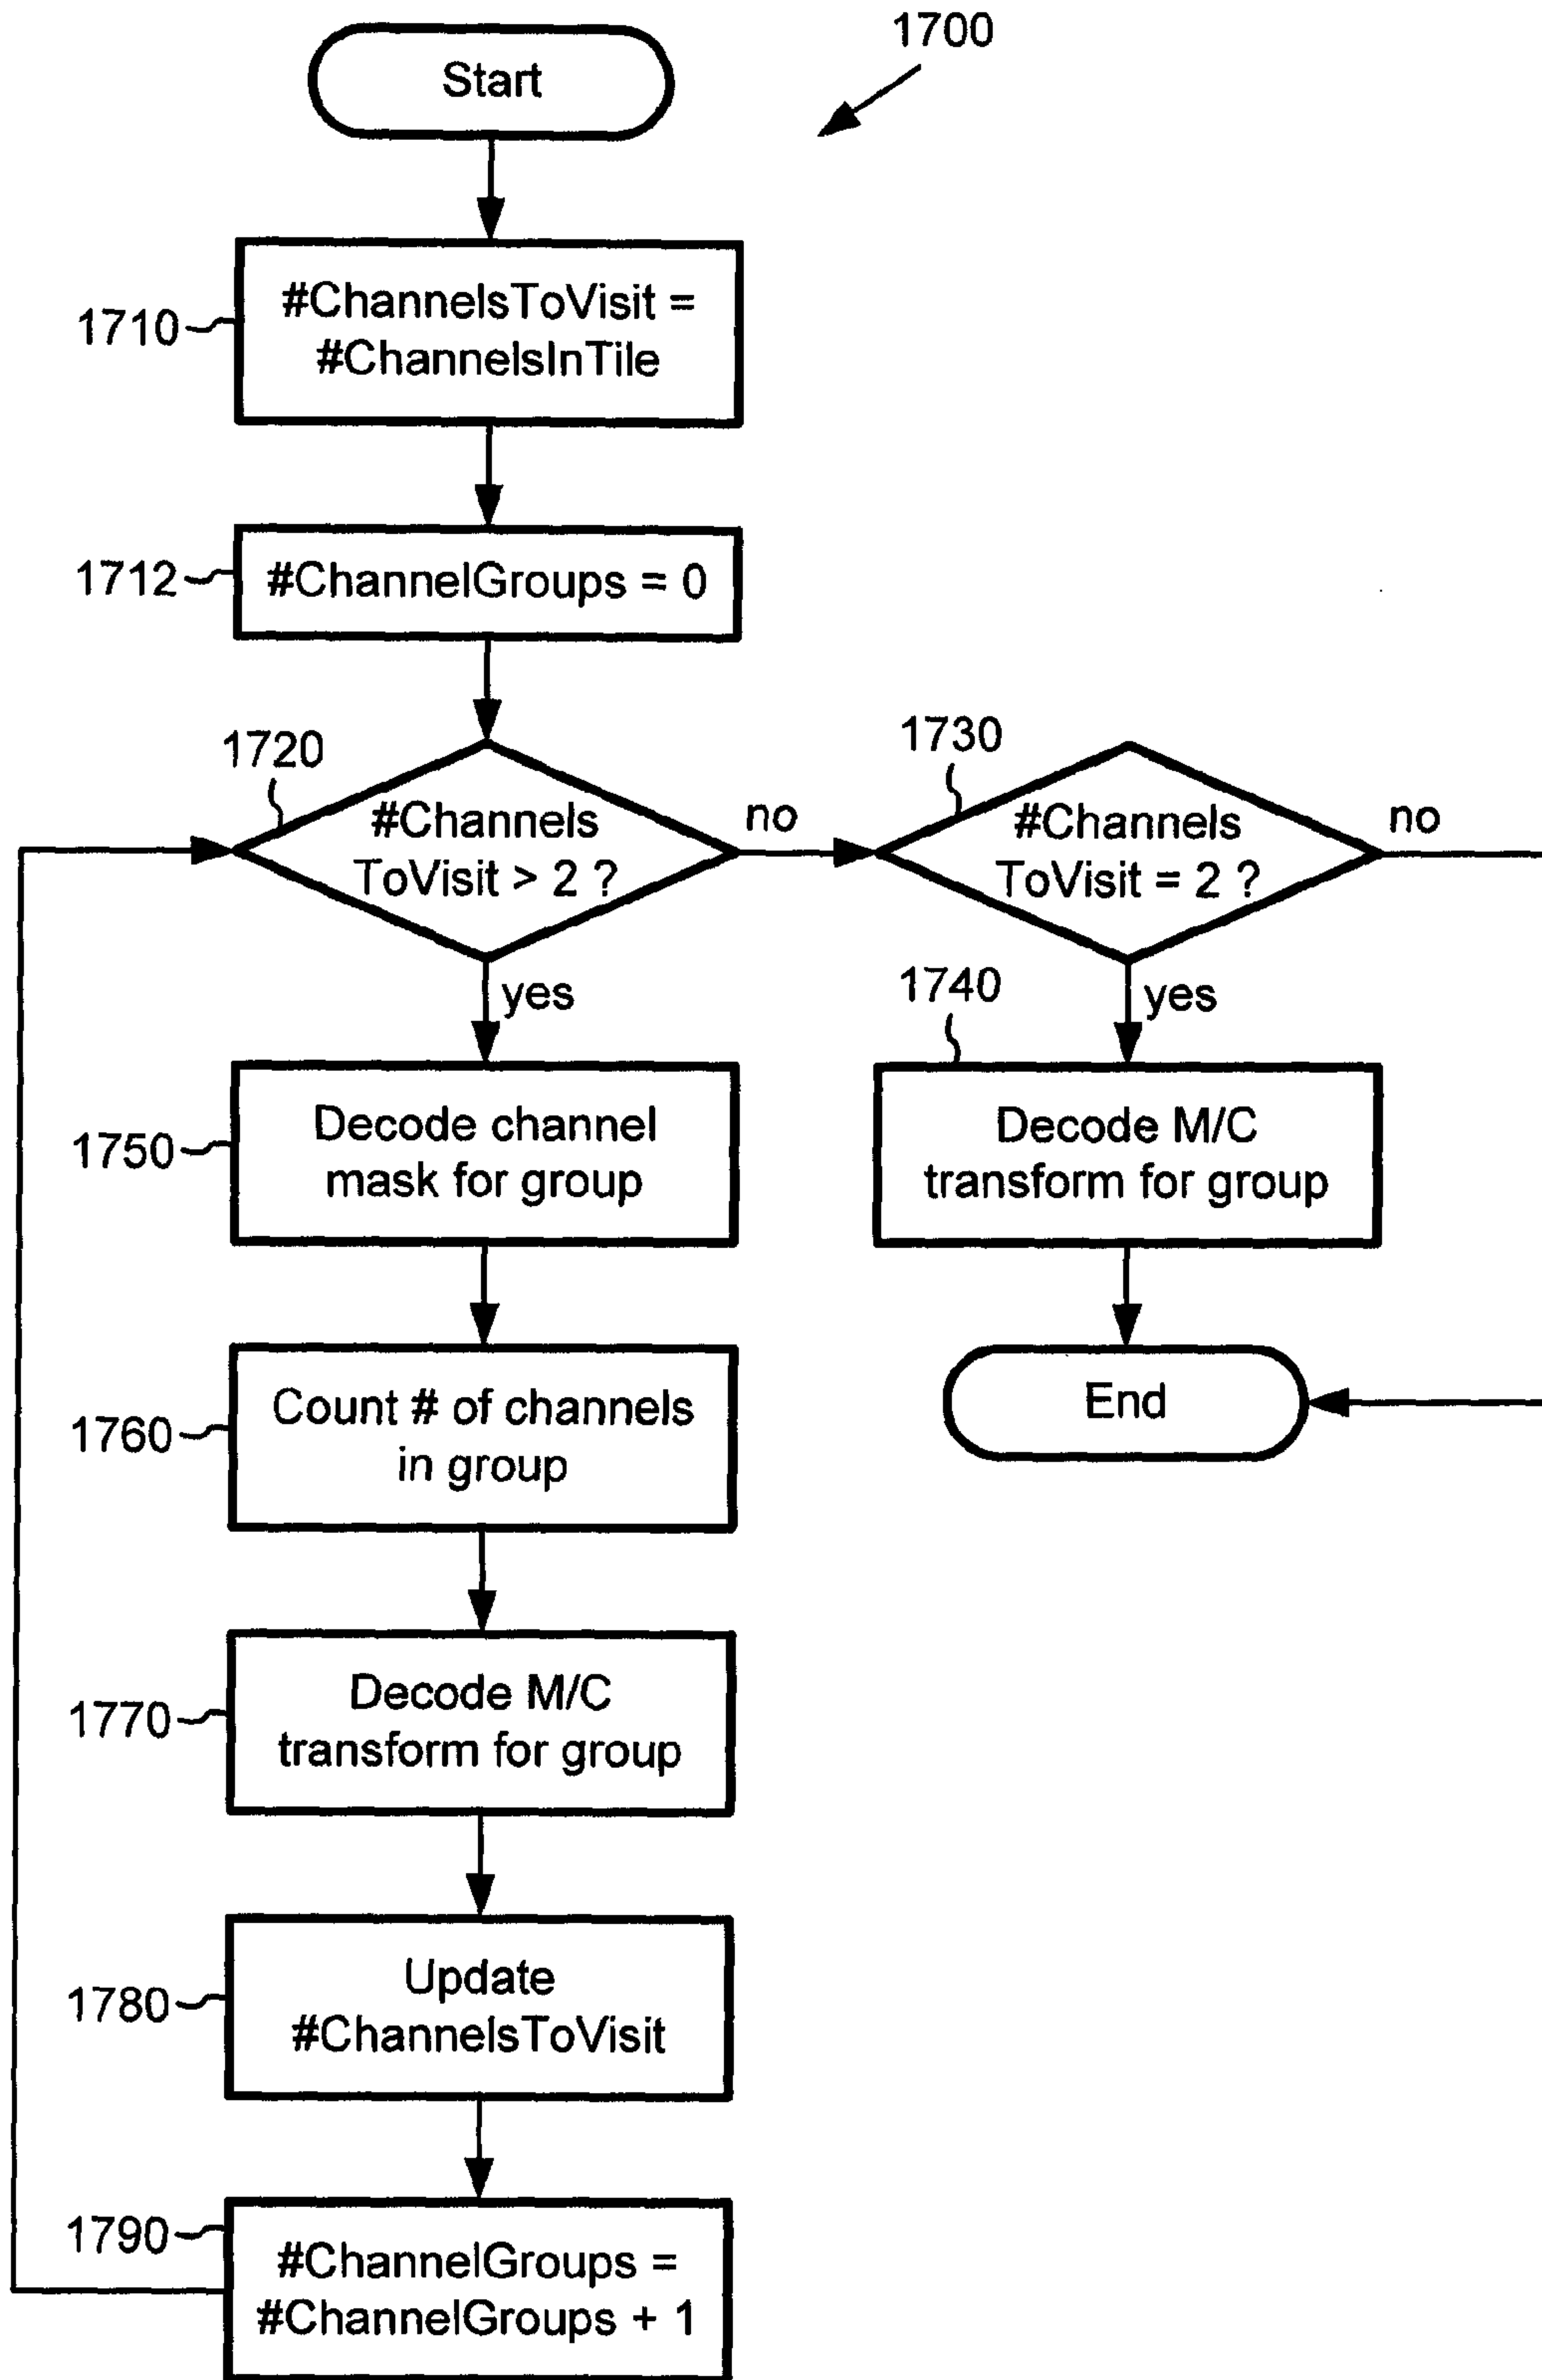 1700
Start
1710
#ChannelsToVisit =
#ChannelsInTile
1712
#ChannelGroups = 0
1720
#Channels
ToVisit > 2 ?
no
yes
1730
#Channels
ToVisit = 2 ?
no
yes
1740
Decode M/C
transform for group
End
1750
Decode channel
mask for group
1760
Count # of channels
in group
1770
Decode M/C
transform for group
1780
Update
#ChannelsToVisit
1790
#ChannelGroups =
#ChannelGroups + 1